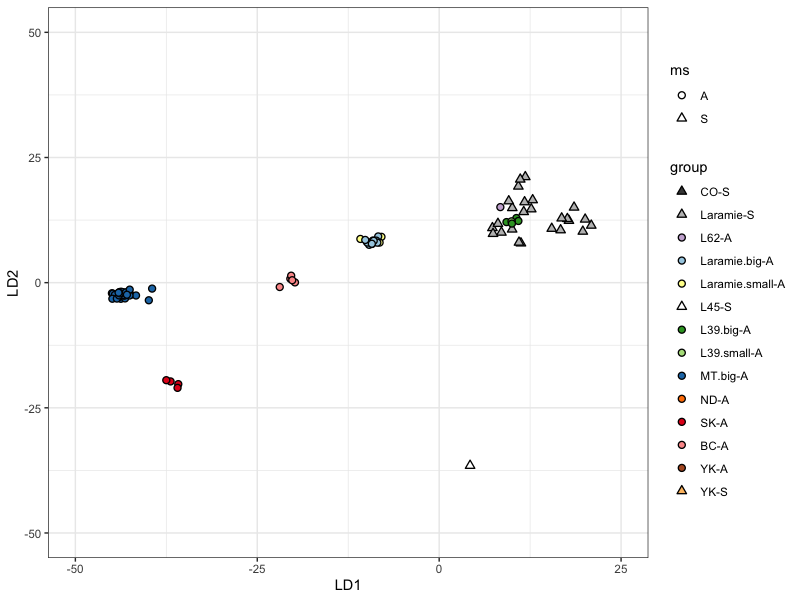 50
25
0
-25
-50
LD2
-50
-25
0
25
LD1
ms
A
S
group
CO-S
Laramie-S
L62-A
Laramie.big-A
Laramie.small-A
L45-S
L39.big-A
L39.small-A
MT.big-A
ND-A
SK-A
BC-A
YK-A
YK-S